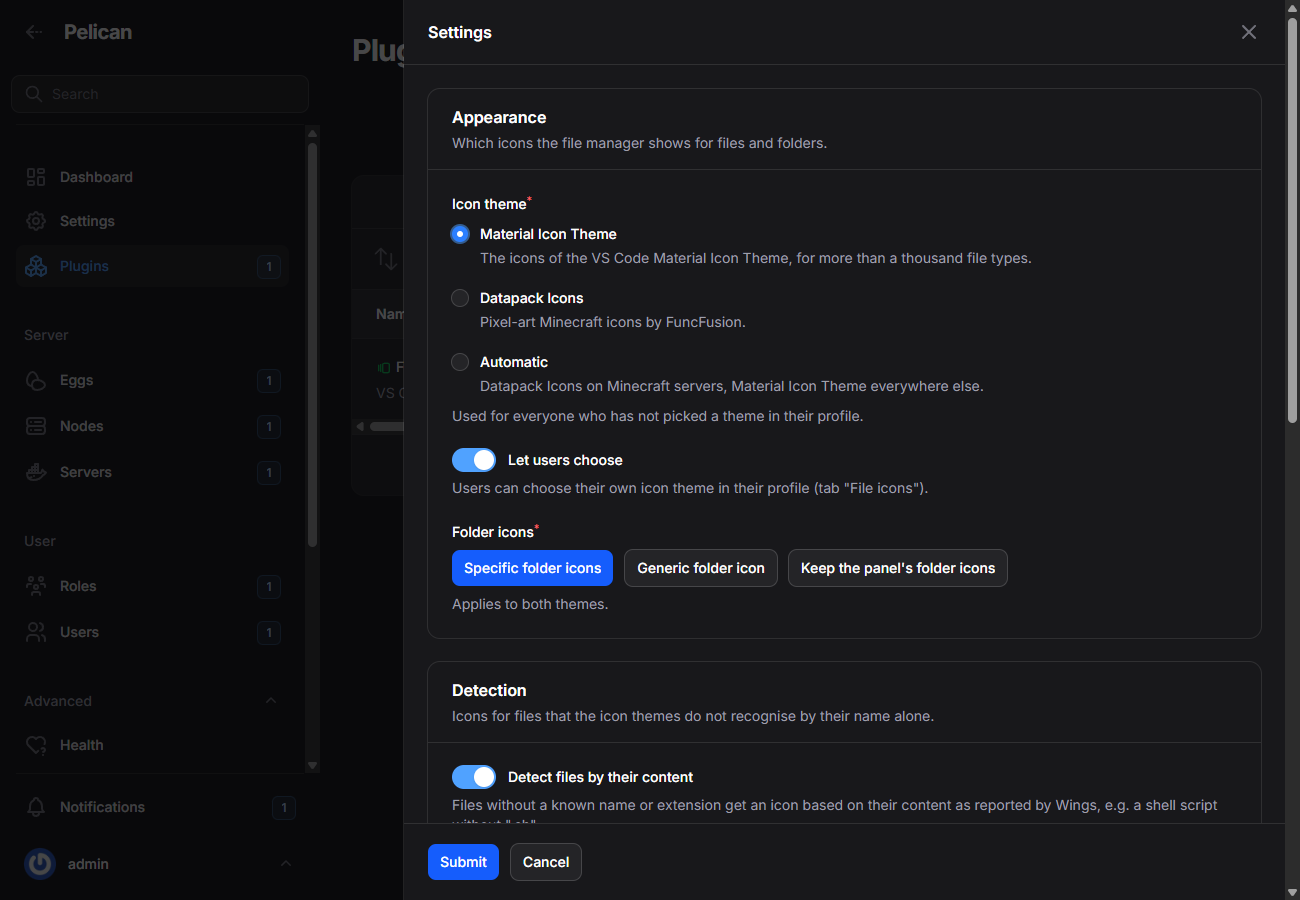 Pelican
Search
Dashboard
Settings
Plugins
1
Server
Eggs
1
Nodes
1
Servers
1
User
Roles
1
Users
1
Advanced
Health
Notifications
1
admin
Settings
Appearance
Which icons the file manager shows for files and folders.
Icon theme*
Material Icon Theme
The icons of the VS Code Material Icon Theme, for more than a thousand file types.
Datapack Icons
Pixel-art Minecraft icons by FuncFusion.
Automatic
Datapack Icons on Minecraft servers, Material Icon Theme everywhere else.
Used for everyone who has not picked a theme in their profile.
Let users choose
Users can choose their own icon theme in their profile (tab "File icons").
Folder icons*
Specific folder icons
Generic folder icon
Keep the panel's folder icons
Applies to both themes.
Detection
Icons for files that the icon themes do not recognise by their name alone.
Detect files by their content
Files without a known name or extension get an icon based on their content as reported by Wings, e.g. a shell script
Submit
Cancel